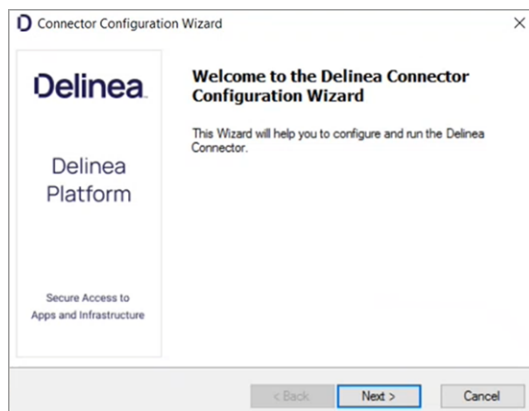 Connector Configuration Wizard
Delinea
Delinea
Platform
Secure Access to
Apps and Infrastructure
Welcome to the Delinea Connector
Configuration Wizard
This Wizard will help you to configure and run the Delinea
Connector.
< Back
Next >
Cancel